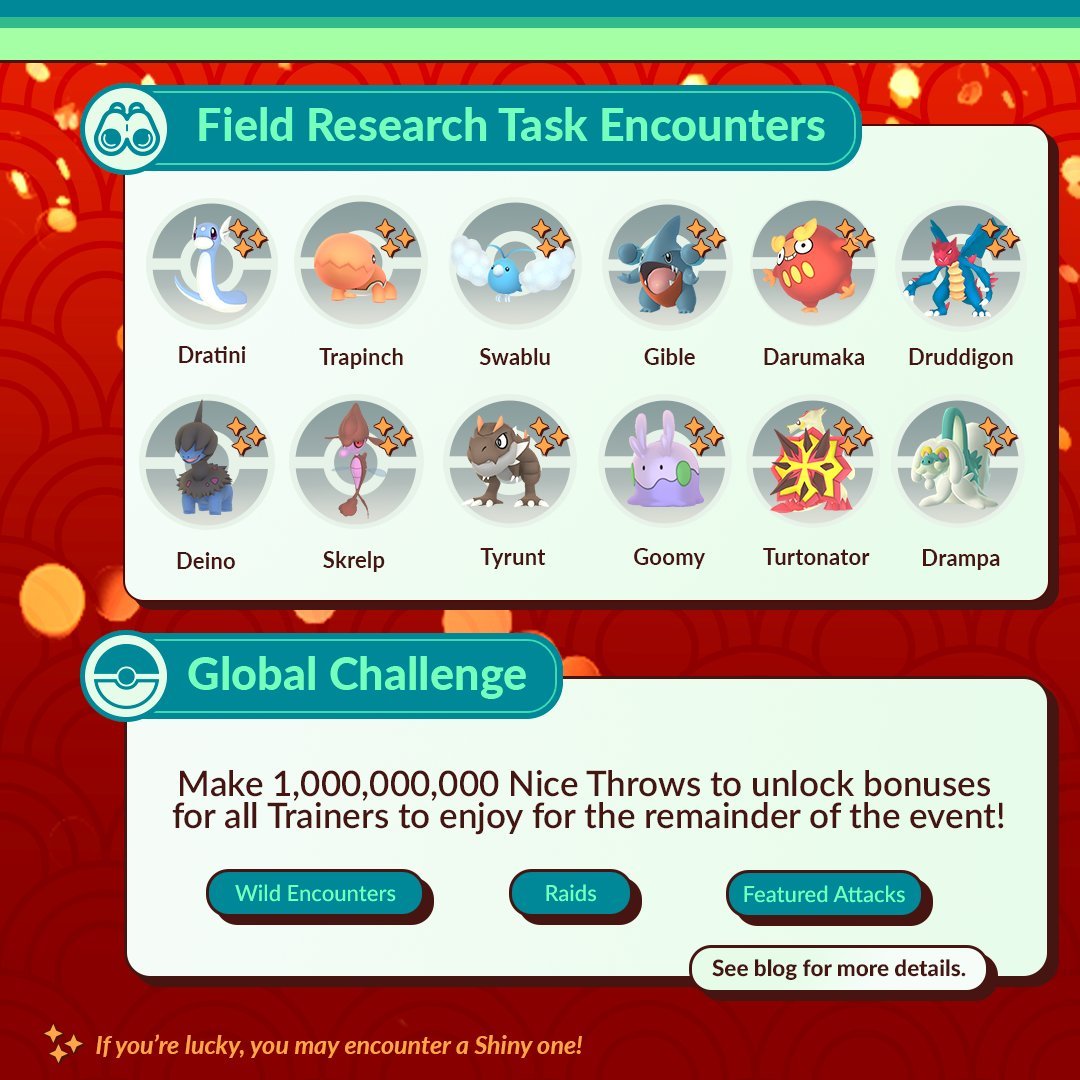 Field Research Task Encounters
Dratini
Trapinch
Swablu
Gible
Darumaka
Druddigon
Deino
Skrelp
Tyrunt
Goomy
Turtonator
Drampa
Global Challenge
Make 1,000,000,000 Nice Throws to unlock bonuses
for all Trainers to enjoy for the remainder of the event!
Wild Encounters
Raids
Featured Attacks
See blog for more details.
If you're lucky, you may encounter a Shiny one!